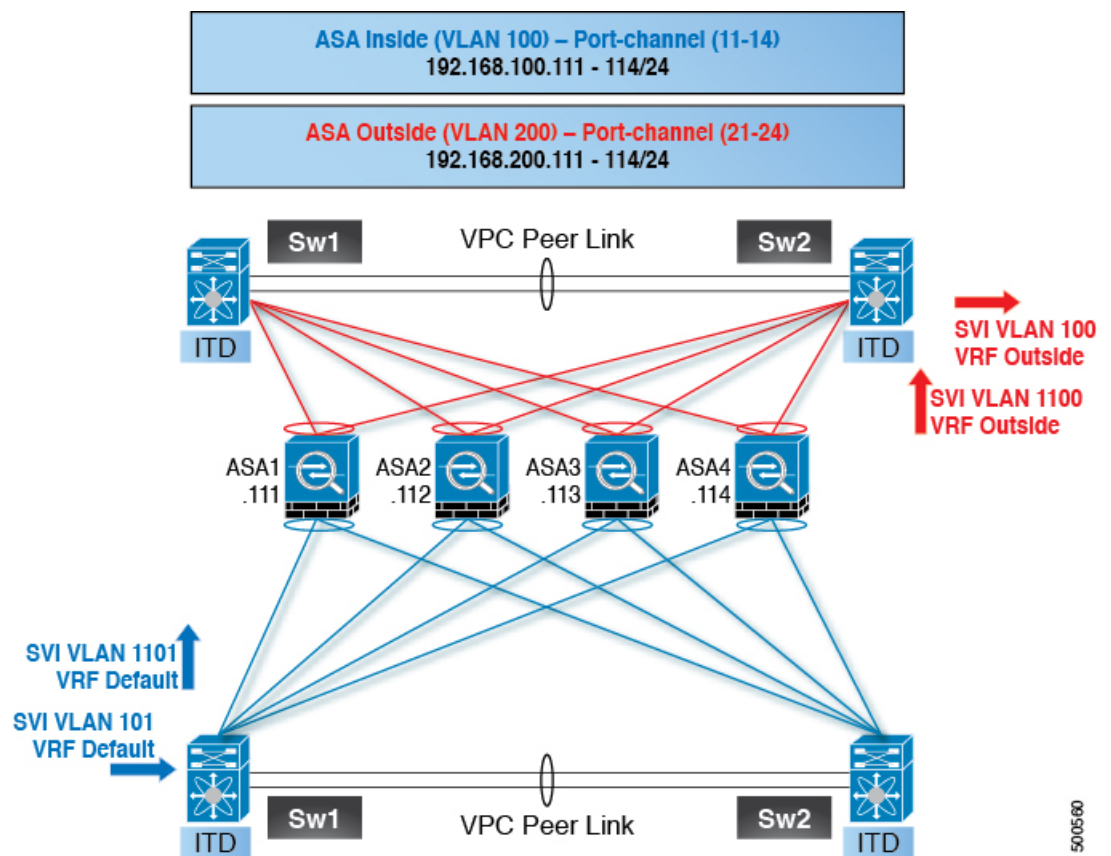 ASA Inside (VLAN 100) – Port-channel (11-14)
192.168.100.111 - 114/24
ASA Outside (VLAN 200) – Port-channel (21-24)
192.168.200.111 - 114/24
Sw1
VPC Peer Link
Sw2
ITD
ITD
SVI VLAN 100
VRF Outside
SVI VLAN 1100
VRF Outside
ASA1
.111
ASA2
.112
ASA3
.113
ASA4
.114
SVI VLAN 1101
VRF Default
SVI VLAN 101
VRF Default
Sw1
VPC Peer Link
Sw2
ITD
ITD
500560